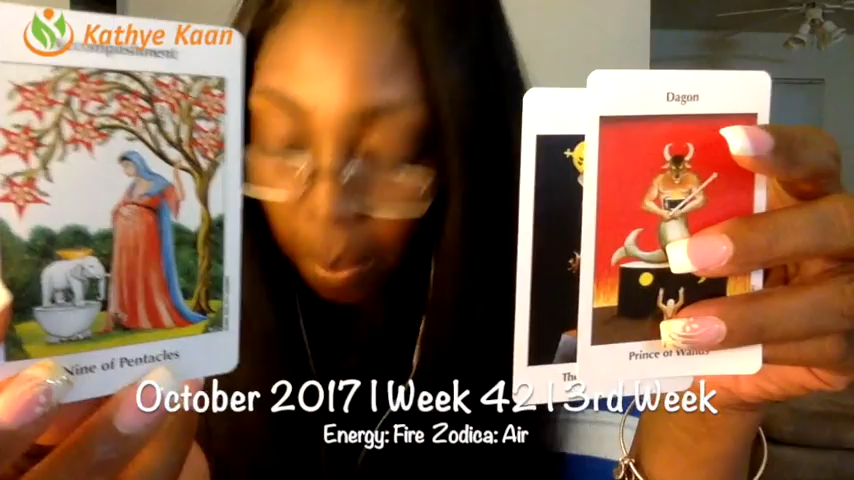 Kathye Kaan
Accomplishment
Dagon
Nine of Pentacles
Prince of Wands
October 2017 | Week 42 | 3rd Week
Energy: Fire Zodica: Air